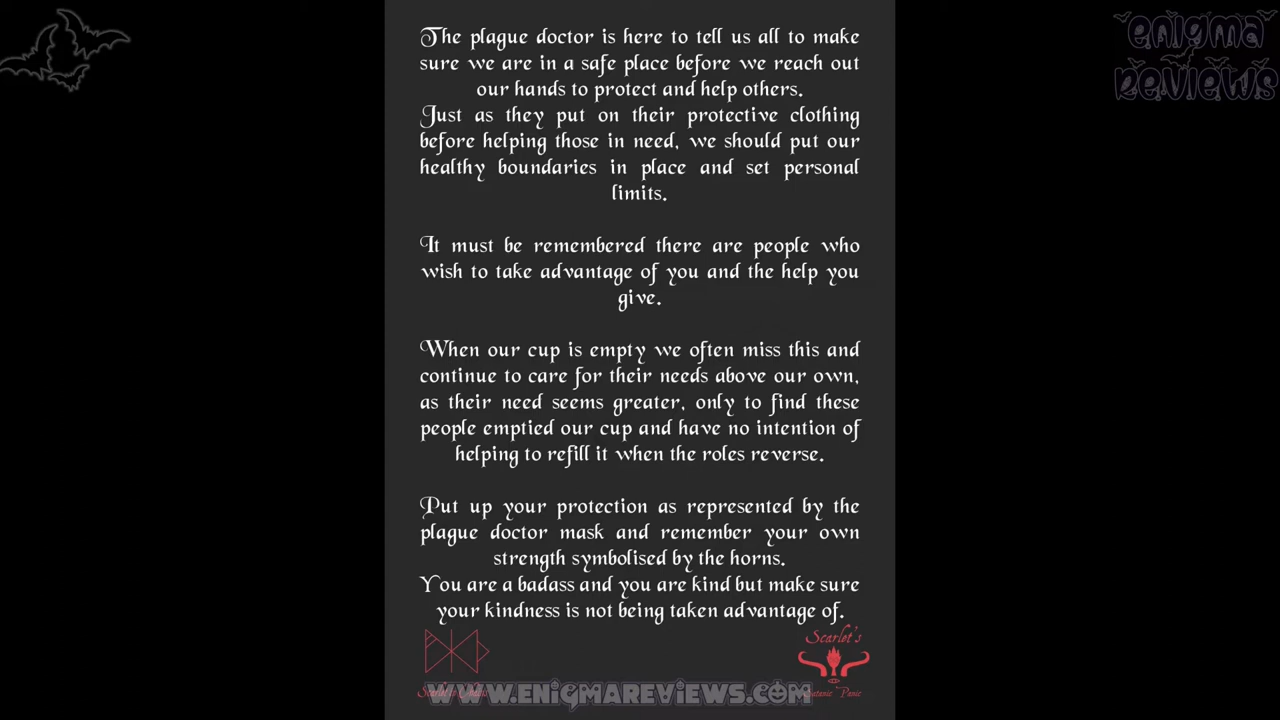 The plague doctor is here to tell us all to make
sure we are in a safe place before we reach out
our hands to protect and help others.
Just as they put on their protective clothing
before helping those in need, we should put our
healthy boundaries in place and set personal
limits.
It must be remembered there are people who
wish to take advantage of you and the help you
give.
When our cup is empty we often miss this and
continue to care for their needs above our own,
as their need seems greater, only to find these
people emptied our cup and have no intention of
helping to refill it when the roles reverse.
Put up your protection as represented by the
plague doctor mask and remember your own
strength symbolised by the horns.
You are a badass and you are kind but make sure
your kindness is not being taken advantage of.
Scarlet's
Satanic Panic
WWW.ENIGMAREVIEWS.COM
Enigma
Reviews